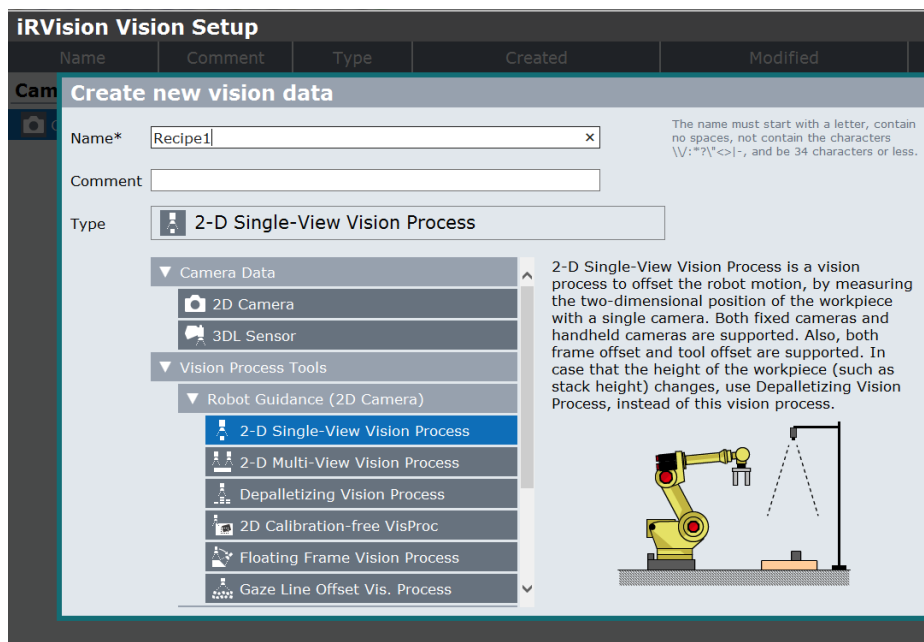 iRVision Vision Setup
Name Comment Type Created Modified
Cam
Create new vision data
Name* Recipe1 ×
The name must start with a letter, contain
no spaces, not contain the characters
\\/:*?\"<>|-, and be 34 characters or less.
Comment
Type 2-D Single-View Vision Process
▼ Camera Data
2D Camera
3DL Sensor
▼ Vision Process Tools
▼ Robot Guidance (2D Camera)
2-D Single-View Vision Process
2-D Multi-View Vision Process
Depalletizing Vision Process
2D Calibration-free VisProc
Floating Frame Vision Process
Gaze Line Offset Vis. Process
2-D Single-View Vision Process is a vision
process to offset the robot motion, by measuring
the two-dimensional position of the workpiece
with a single camera. Both fixed cameras and
handheld cameras are supported. Also, both
frame offset and tool offset are supported. In
case that the height of the workpiece (such as
stack height) changes, use Depalletizing Vision
Process, instead of this vision process.